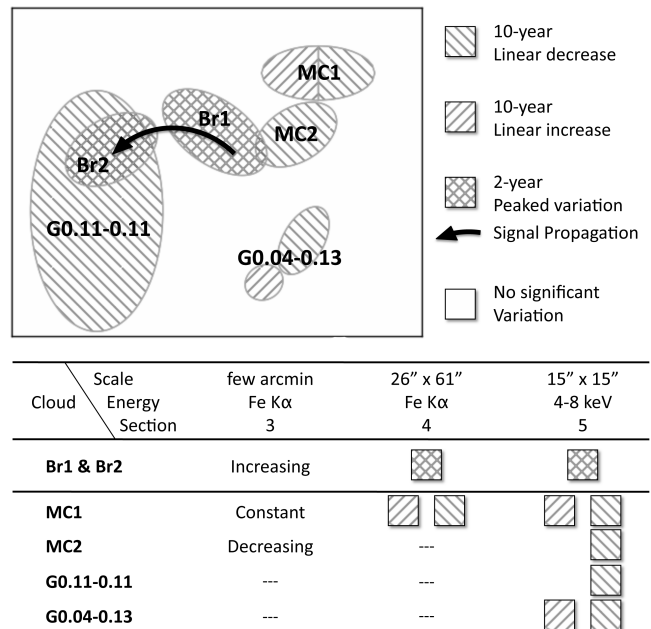 MC1
Br1
MC2
Br2
G0.11-0.11
G0.04-0.13
10-year
Linear decrease
10-year
Linear increase
2-year
Peaked variation
Signal Propagation
No significant
Variation
Scale few arcmin 26” x 61” 15” x 15”
Cloud Energy Fe Kα Fe Kα 4-8 keV
Section 3 4 5
Br1 & Br2 Increasing
MC1 Constant
MC2 Decreasing ---
G0.11-0.11 --- ---
G0.04-0.13 --- ---